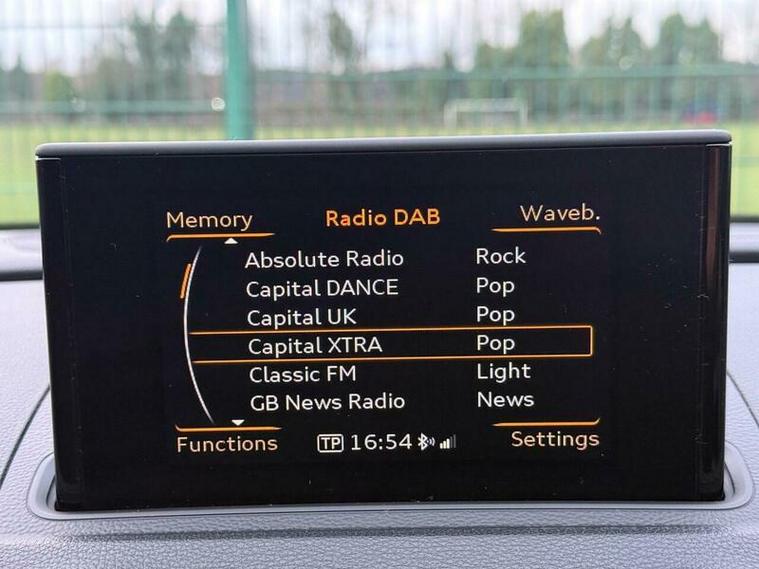 Memory Radio DAB Waveb.
Absolute Radio Rock
Capital DANCE Pop
Capital UK Pop
Capital XTRA Pop
Classic FM Light
GB News Radio News
Functions TP 16:54 Settings